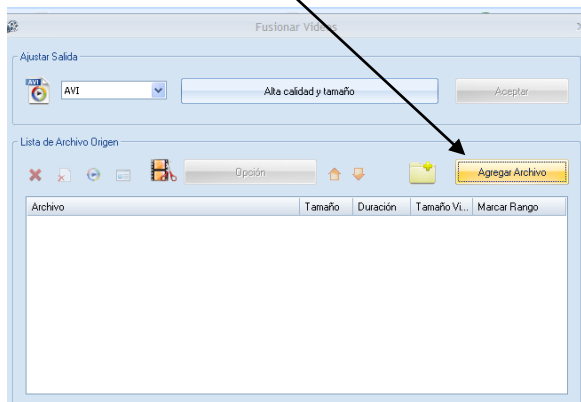 Fusionar Videos
Ajustar Salida
AVI
AVI
Alta calidad y tamaño
Aceptar
Lista de Archivo Origen
Opción
Agregar Archivo
Archivo
Tamaño
Duración
Tamaño Vi...
Marcar Rango